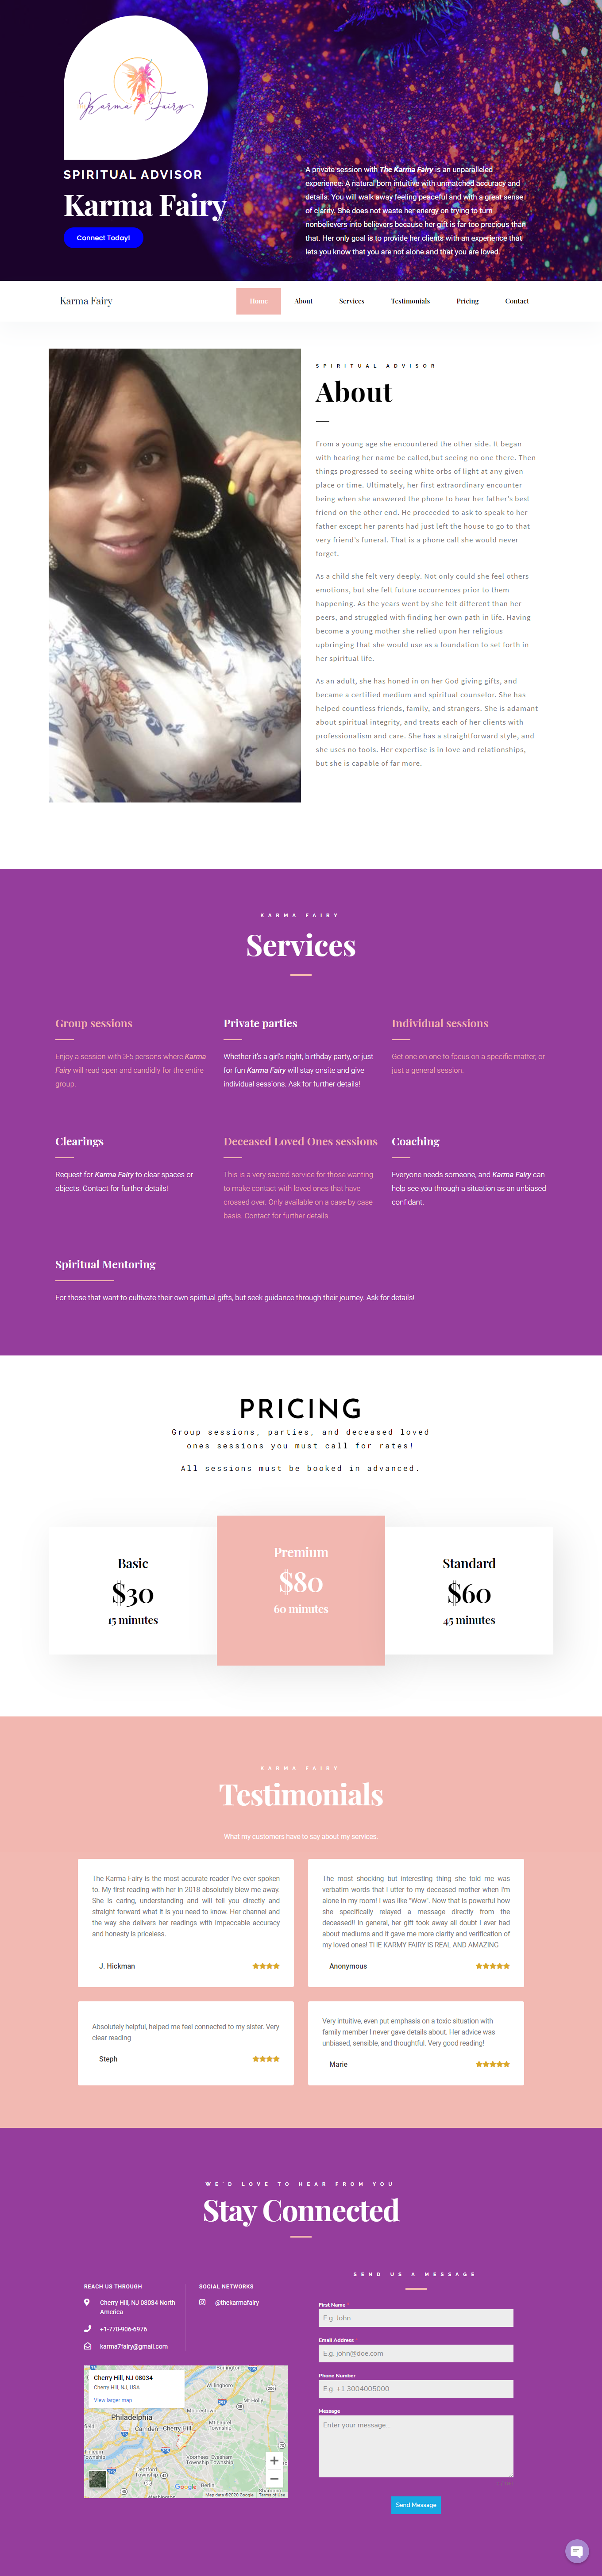 Karma Fairy
SPIRITUAL ADVISOR
Karma Fairy
Connect Today!
A private session with The Karma Fairy is an unparalleled
experience: A natural born intuitive with unmatched accuracy and
details. You will walk away feeling peaceful and with a great sense
of clarity. She does not waste her energy on trying to turn
nonbelievers into believers because her gift is far too precious than
that. Her only goal is to provide her clients with an experience that
lets you know that you are not alone and that you are loved.
Karma Fairy
Home
About
Services
Testimonials
Pricing
Contact
SPIRITUAL ADVISOR
About
From a young age she encountered the other side. It began
with hearing her name be called,but seeing no one there. Then
things progressed to seeing white orbs of light at any given
place or time. Ultimately, her first extraordinary encounter
being when she answered the phone to hear her father's best
friend on the other end. He proceeded to ask to speak to her
father except her parents had just left the house to go to that
very friend's funeral. That is a phone call she would never
forget.
As a child she felt very deeply. Not only could she feel others
emotions, but she felt future occurrences prior to them
happening. As the years went by she felt different than her
peers, and struggled with finding her own path in life. Having
become a young mother she relied upon her religious
upbringing that she would use as a foundation to set forth in
her spiritual life.
As an adult, she has honed in on her God giving gifts, and
became a certified medium and spiritual counselor. She has
helped countless friends, family, and strangers. She is adamant
about spiritual integrity, and treats each of her clients with
professionalism and care. She has a straightforward style, and
she uses no tools. Her expertise is in love and relationships,
but she is capable of far more.
KARMA FAIRY
Services
Group sessions
Enjoy a session with 3-5 persons where Karma
Fairy will read open and candidly for the entire
group.
Private parties
Whether it's a girl's night, birthday party, or just
for fun Karma Fairy will stay onsite and give
individual sessions. Ask for further details!
Individual sessions
Get one on one to focus on a specific matter, or
just a general session.
Clearings
Request for Karma Fairy to clear spaces or
objects. Contact for further details!
Deceased Loved Ones sessions
This is a very sacred service for those wanting
to make contact with loved ones that have
crossed over. Only available on a case by case
basis. Contact for further details.
Coaching
Everyone needs someone, and Karma Fairy can
help see you through a situation as an unbiased
confidant.
Spiritual Mentoring
For those that want to cultivate their own spiritual gifts, but seek guidance through their journey. Ask for details!
PRICING
Group sessions, parties, and deceased loved
ones sessions you must call for rates!
All sessions must be booked in advanced.
Basic
$30
15 minutes
Premium
$80
60 minutes
Standard
$60
45 minutes
KARMA FAIRY
Testimonials
What my customers have to say about my services.
The Karma Fairy is the most accurate reader I've ever spoken
to. My first reading with her in 2018 absolutely blew me away.
She is caring, understanding and will tell you directly and
straight forward what it is you need to know. Her channel and
the way she delivers her readings with impeccable accuracy
and honesty is priceless.
J. Hickman
The most shocking but interesting thing she told me was
verbatim words that I utter to my deceased mother when I'm
alone in my room! I was like "Wow". Now that is powerful how
she specifically relayed a message directly from the
deceased!! In general, her gift took away all doubt I ever had
about mediums and it gave me more clarity and verification of
my loved ones! THE KARMY FAIRY IS REAL AND AMAZING
Anonymous
Absolutely helpful, helped me feel connected to my sister. Very
clear reading
Steph
Very intuitive, even put emphasis on a toxic situation with
family member I never gave details about. Her advice was
unbiased, sensible, and thoughtful. Very good reading!
Marie
WE'D LOVE TO HEAR FROM YOU
Stay Connected
REACH US THROUGH
Cherry Hill, NJ 08034 North
America
+1-770-906-6976
karma7fairy@gmail.com
SOCIAL NETWORKS
@thekarmafairy
Cherry Hill, NJ 08034
Cherry Hill, NJ, USA
View larger map
Burlington
Willingboro
Mt Holly
Moorestown
Philadelphia
Camden
Cherry Hill
Mt Laurel
Township
Voorhees
Township
Evesham
Township
Deptford
Township
Berlin
Google
Map data ©2020 Google
Terms of Use
SEND US A MESSAGE
First Name
E.g. John
Email Address
E.g. john@doe.com
Phone Number
E.g. +1 3004005000
Message
Enter your message...
Send Message